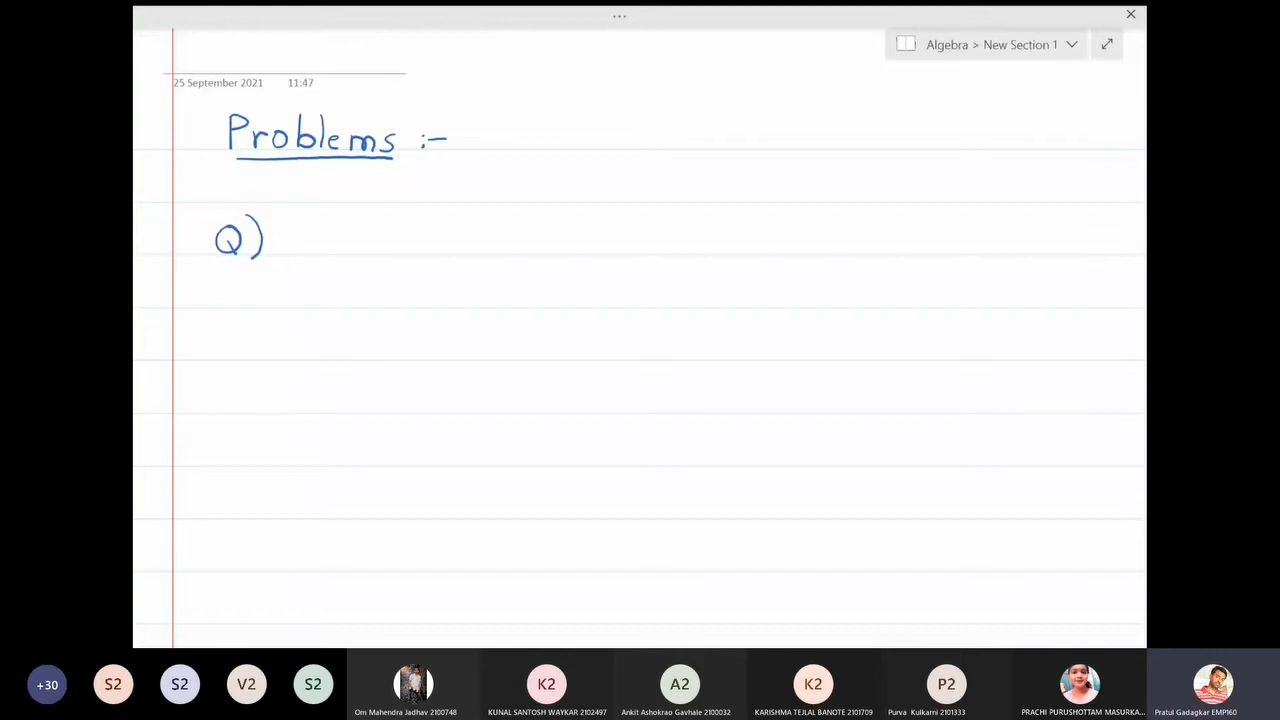 Algebra > New Section 1
25 September 2021 11:47
Problems :-
Q)
+30
S2
S2
V2
S2
K2
A2
K2
P2
Om Mahendra Jadhav 2100748
KUNAL SANTOSH WAYKAR 2102497
Ankit Ashokrao Gavhale 2100032
KARISHMA TEJLAL BANOTE 2101709
Purva Kulkarni 2101333
PRACHI PURUSHOTTAM MASURKA...
Pratul Gadagkar EMP160